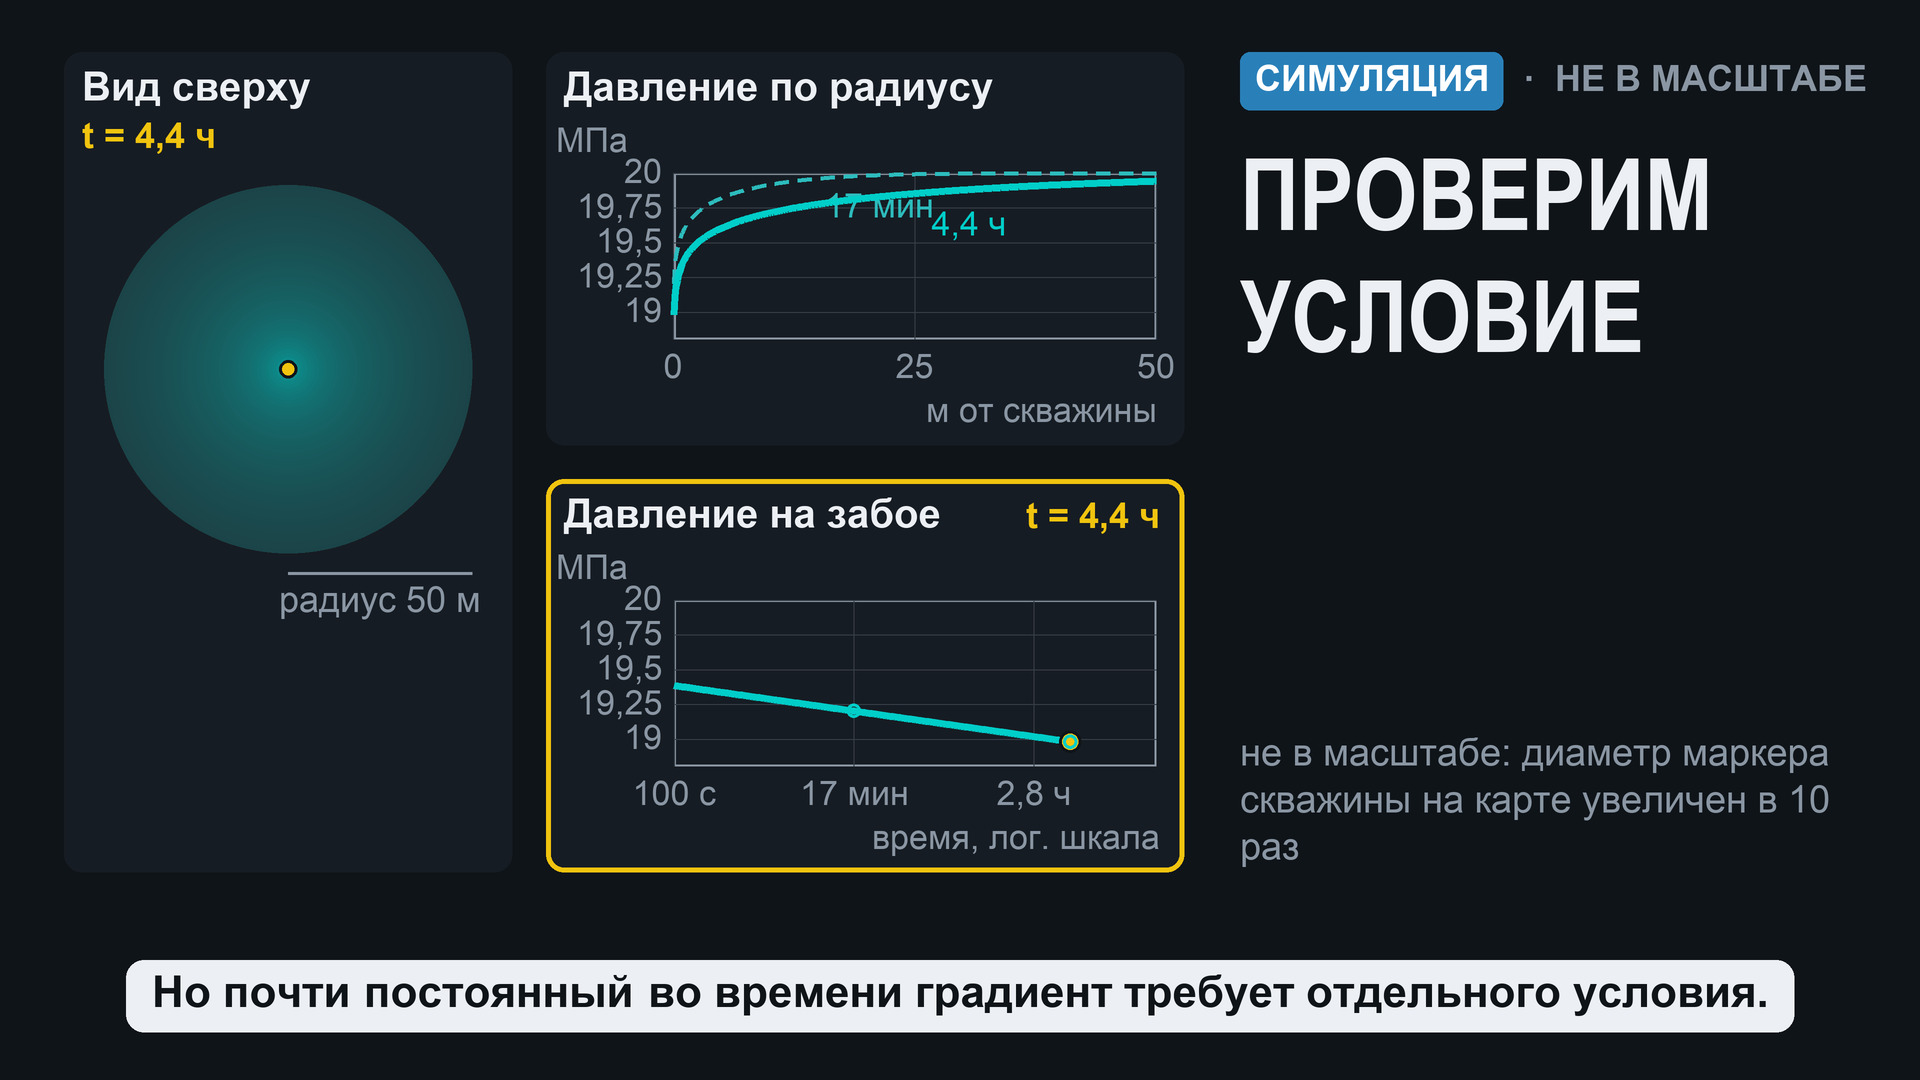 Вид сверху
t = 4,4 ч
радиус 50 м
Давление по радиусу
МПа
20
19,75
19,5
19,25
19
17 мин
4,4 ч
0
25
50
м от скважины
Давление на забое
t = 4,4 ч
МПа
20
19,75
19,5
19,25
19
100 с
17 мин
2,8 ч
время, лог. шкала
СИМУЛЯЦИЯ · НЕ В МАСШТАБЕ
ПРОВЕРИМ
УСЛОВИЕ
не в масштабе: диаметр маркера
скважины на карте увеличен в 10
раз
Но почти постоянный во времени градиент требует отдельного условия.